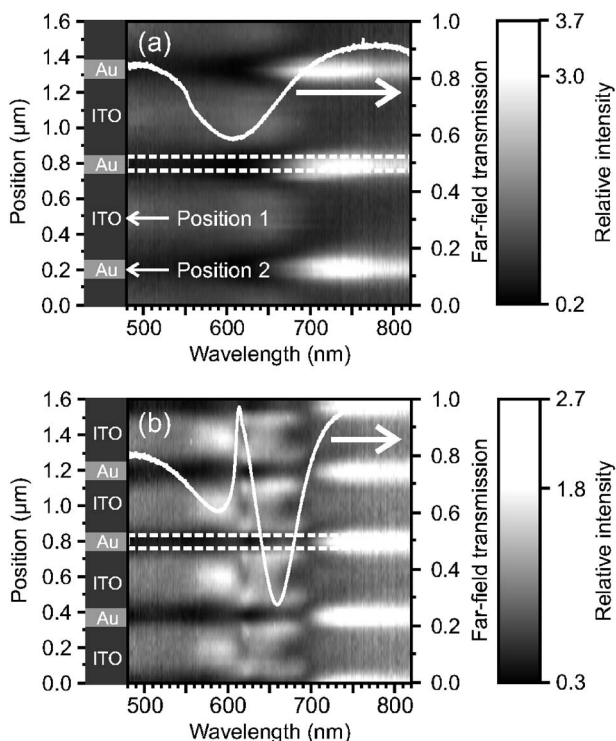 (a)
1.6
1.4
1.2
1.0
0.8
0.6
0.4
0.2
0.0
Position (μm)
Au
ITO
Au
ITO
Au
Position 1
Position 2
500
600
700
800
Wavelength (nm)
1.0
0.8
0.6
0.4
0.2
0.0
Far-field transmission
3.7
3.0
0.2
Relative intensity
(b)
1.6
1.4
1.2
1.0
0.8
0.6
0.4
0.2
0.0
Position (μm)
ITO
Au
ITO
Au
ITO
Au
ITO
500
600
700
800
Wavelength (nm)
1.0
0.8
0.6
0.4
0.2
0.0
Far-field transmission
2.7
1.8
0.3
Relative intensity